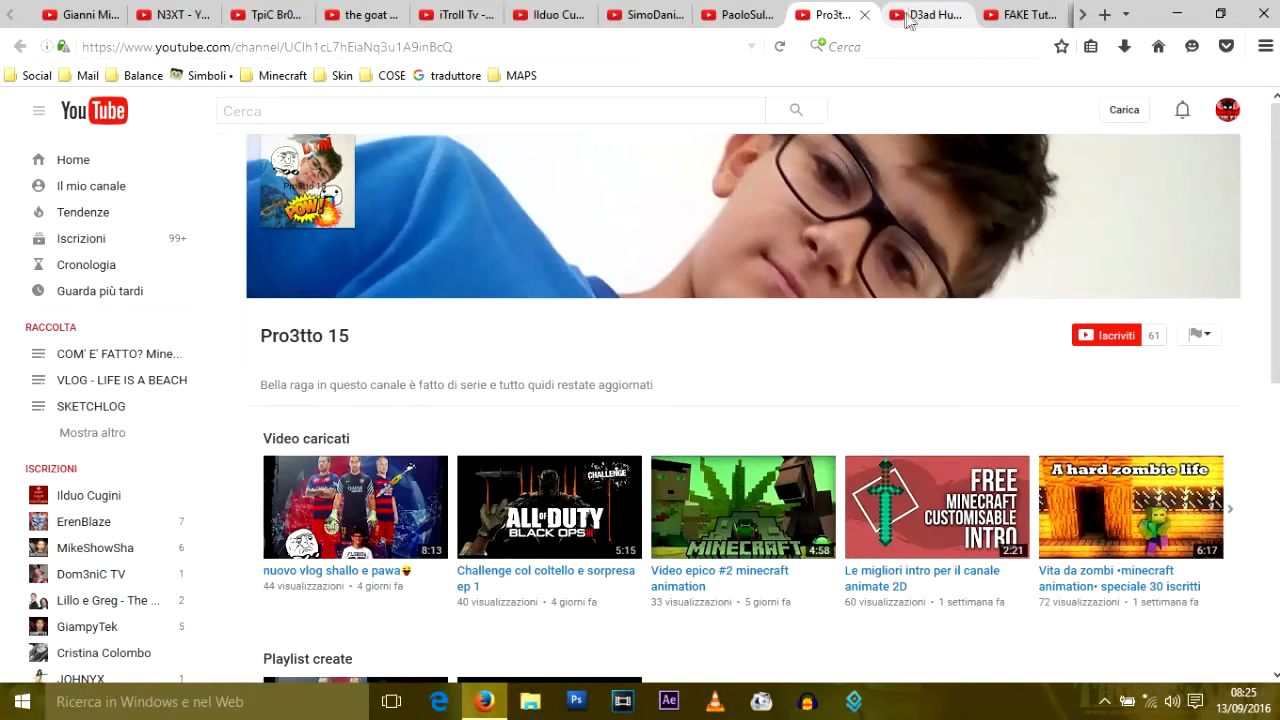 N3X - Y...
TpiC D...
the goat ...
iTroll Tv - ...
Ilduo Cu...
SimoDani...
PaoloSul...
Pro3t...
D3ad Hu...
FAKE Tut...
https://www.youtube.com/channel/UCIh1cL7hEiaNq3u1A9inBcQ
Cerca
Social
Mail
Balance
Simboli •
Minecraft
Skin
COSE
traduttore
MAPS
YouTube
Cerca
Carica
Home
Il mio canale
Tendenze
Iscrizioni 99+
Cronologia
Guarda più tardi
RACCOLTA
COM' E' FATTO? Mine...
VLOG - LIFE IS A BEACH
SKETCHLOG
Mostra altro
ISCRIZIONI
Ilduo Cugini
ErenBlaze 7
MikeShowSha 6
Dom3niC TV 1
Lillo e Greg - The ... 2
GiampyTek 5
Cristina Colombo
JOHNYX 1
Pro3tto 15
POW!
Pro3tto 15
Iscriviti 61
Bella raga in questo canale è fatto di serie e tutto quidi restate aggiornati
Video caricati
8:13
nuovo vlog shallo e pawa
44 visualizzazioni • 4 giorni fa
CHALLENGE
CALL OF DUTY
BLACK OPS III
5:15
Challenge col coltello e sorpresa
ep 1
40 visualizzazioni • 4 giorni fa
MINECRAFT
4:58
Video epico #2 minecraft
animation
33 visualizzazioni • 5 giorni fa
FREE
MINECRAFT
CUSTOMISABLE
INTRO
2:21
Le migliori intro per il canale
animate 2D
60 visualizzazioni • 1 settimana fa
A hard zombie life
6:17
Vita da zombi •minecraft
animation• speciale 30 iscritti
72 visualizzazioni • 1 settimana fa
Playlist create
Ricerca in Windows e nel Web
Ps
Ae
08:25
13/09/2016